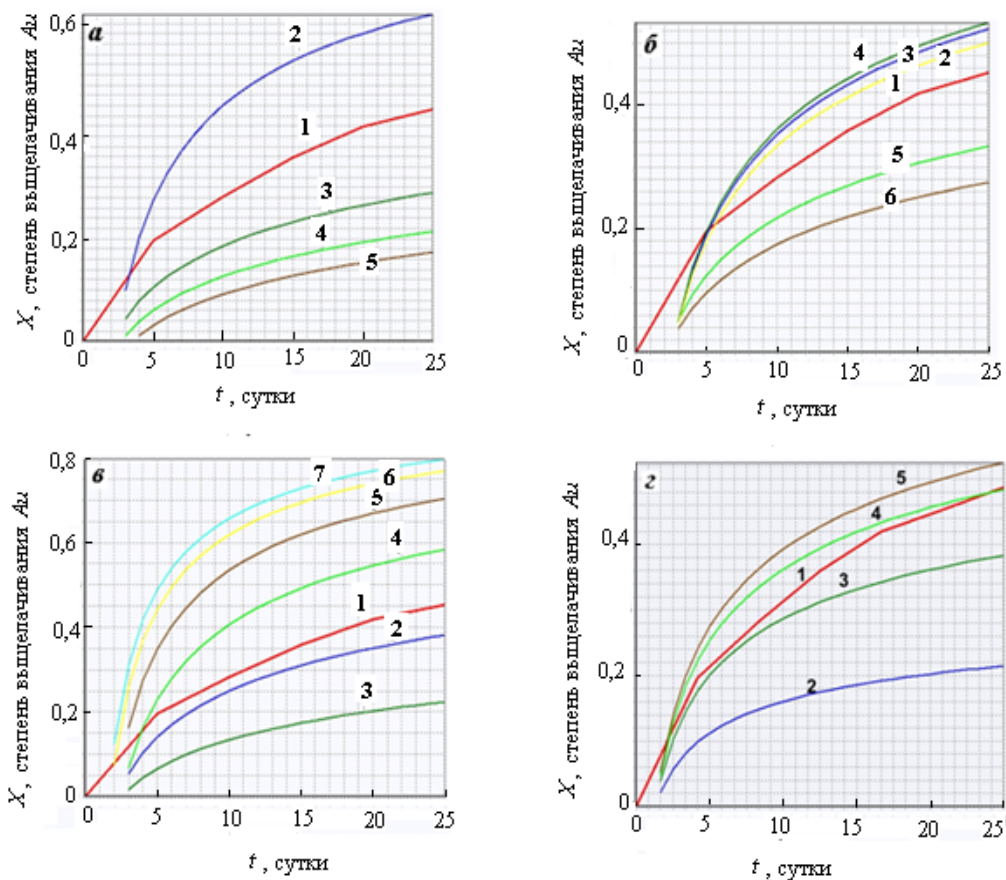 а
X, степень выщелачивания Au
0,6
0,4
0,2
0
2
1
3
4
5
0 5 10 15 20 25
t , сутки
б
X, степень выщелачивания Au
0,4
0,2
0
4 3 2
1
5
6
0 5 10 15 20 25
t , сутки
в
X, степень выщелачивания Au
0,8
0,6
0,4
0,2
0
7 6
5
4
1
2
3
0 5 10 15 20 25
t , сутки
г
X, степень выщелачивания Au
0,4
0,2
0
5
4
1 3
2
0 5 10 15 20 25
t , сутки